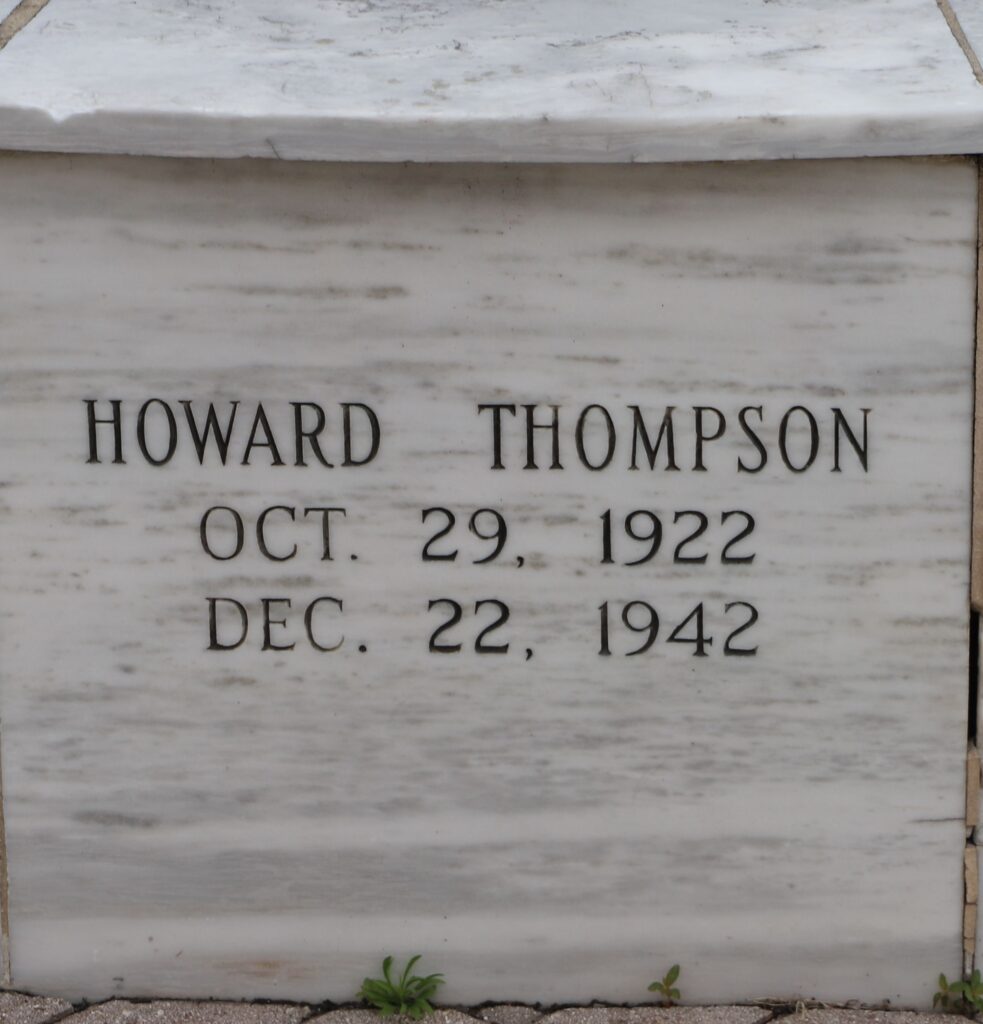 HOWARD THOMPSON
OCT. 29, 1922
DEC. 22, 1942